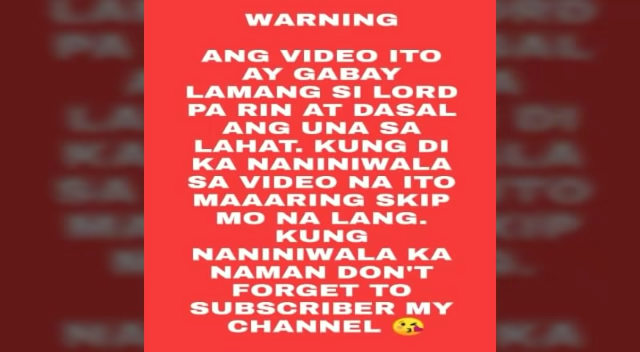 WARNING
ANG VIDEO ITO
AY GABAY
LAMANG SI LORD
PA RIN AT DASAL
ANG UNA SA
LAHAT. KUNG DI
KA NANINIWALA
SA VIDEO NA ITO
MAAARING SKIP
MO NA LANG.
KUNG
NANINIWALA KA
NAMAN DON'T
FORGET TO
SUBSCRIBER MY
CHANNEL 😘